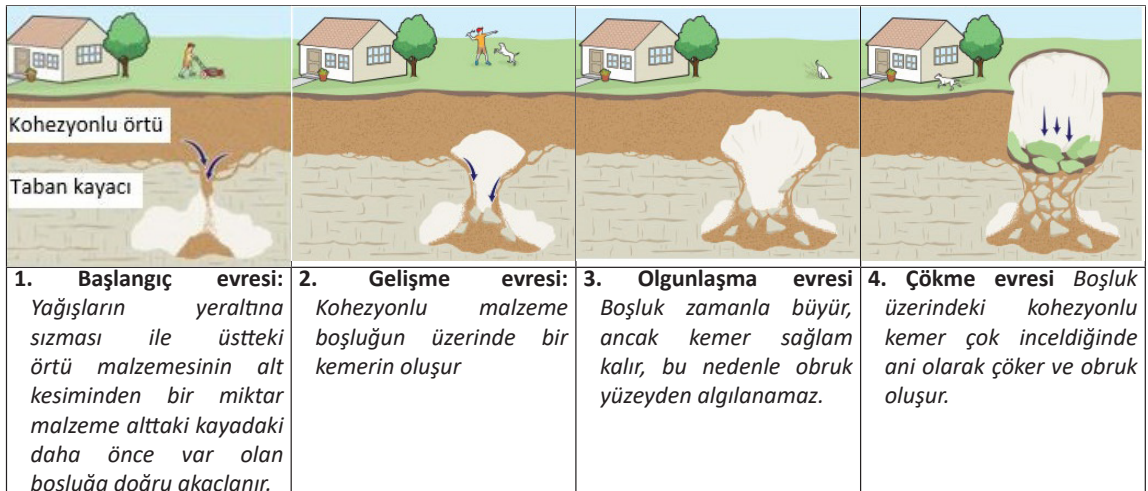 Kohezyonlu örtü
Taban kayacı
1. Başlangıç evresi:
Yağışların yeraltına
sızması ile üstteki
örtü malzemesinin alt
kesiminden bir miktar
malzeme alttaki kayadaki
daha önce var olan
boşluğa doğru akaçlanır.
2. Gelişme evresi:
Kohezyonlu malzeme
boşluğun üzerinde bir
kemerin oluşur
3. Olgunlaşma evresi
Boşluk zamanla büyür,
ancak kemer sağlam
kalır, bu nedenle obruk
yüzeyden algılanamaz.
4. Çökme evresi Boşluk
üzerindeki kohezyonlu
kemer çok inceldiğinde
ani olarak çöker ve obruk
oluşur.